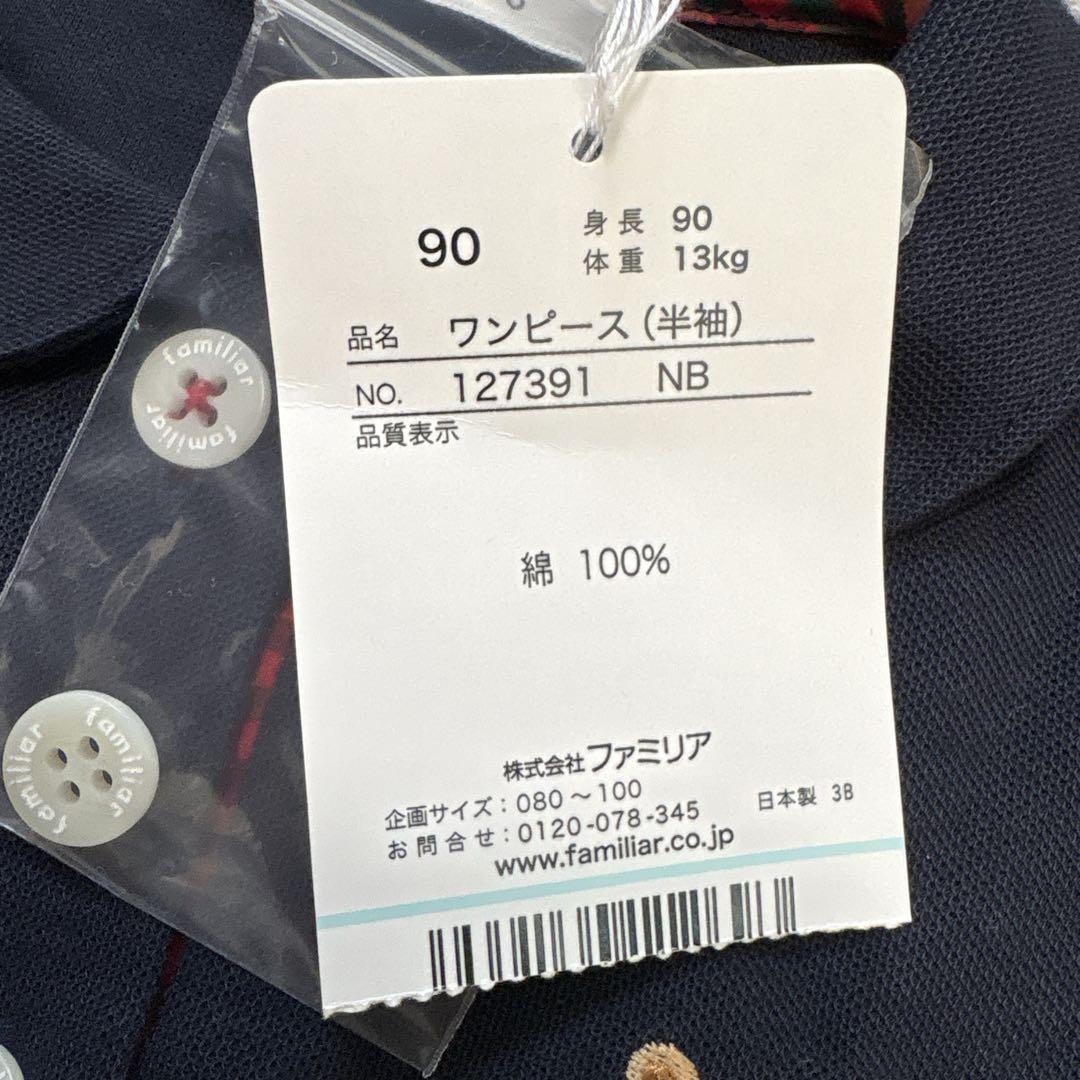 90
身長 90
体重 13kg
品名 ワンピース(半袖)
NO. 127391 NB
品質表示
綿 100%
株式会社ファミリア
企画サイズ:080~100
日本製 3B
お問合せ:0120-078-345
www.familiar.co.jp
familiar
familiar
familiar
familiar